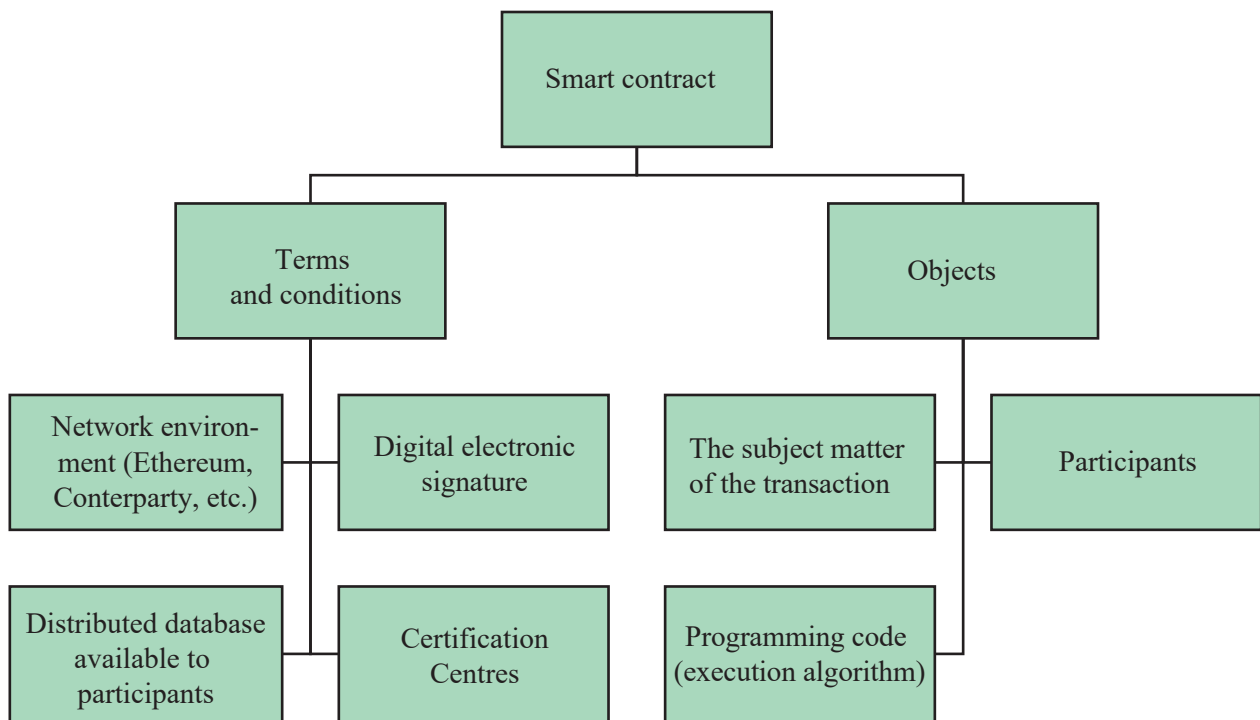 Smart contract
Terms
and conditions
Objects
Network environ-
ment (Ethereum,
Conterparty, etc.)
Digital electronic
signature
The subject matter
of the transaction
Participants
Distributed database
available to
participants
Certification
Centres
Programming code
(execution algorithm)